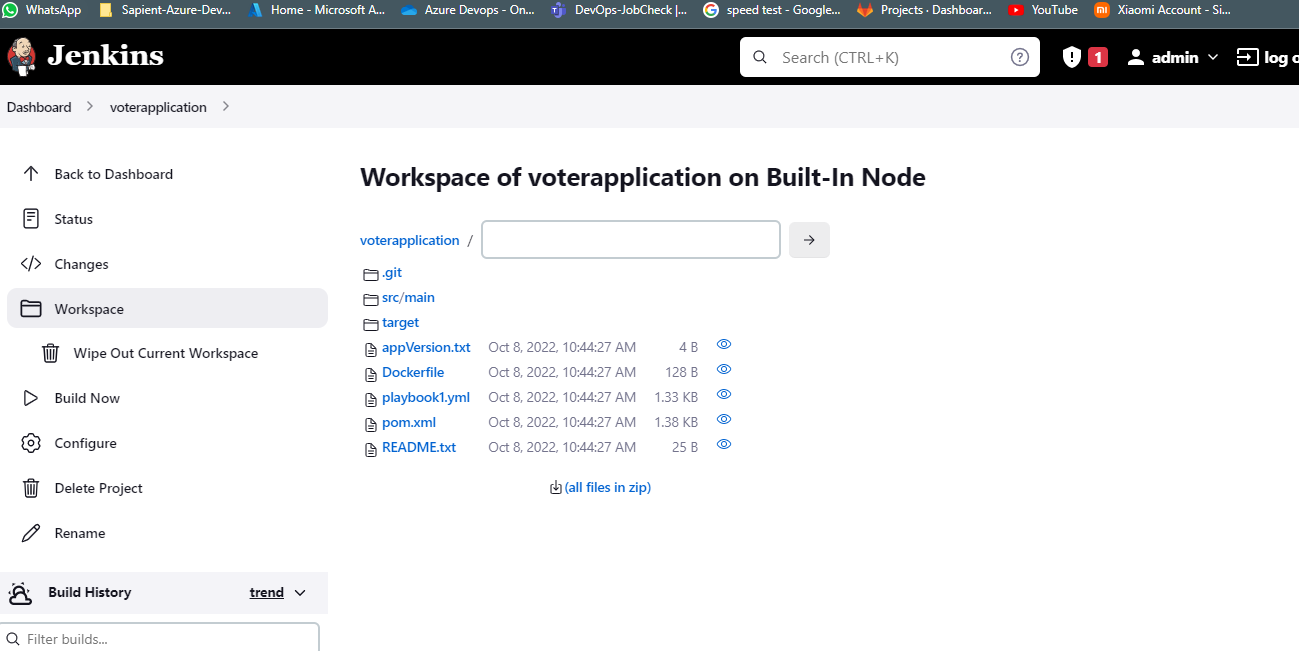 WhatsApp Sapient-Azure-Dev... Home - Microsoft A... Azure Devops - On... DevOps-JobCheck |... speed test - Google... Projects · Dashboar... YouTube Xiaomi Account - Si...
Jenkins Search (CTRL+K) ? 1 admin log o
Dashboard voterapplication
Back to Dashboard
Status
Changes
Workspace
Wipe Out Current Workspace
Build Now
Configure
Delete Project
Rename
Build History trend
Filter builds...
Workspace of voterapplication on Built-In Node
voterapplication /
.git
src/main
target
appVersion.txt Oct 8, 2022, 10:44:27 AM 4 B
Dockerfile Oct 8, 2022, 10:44:27 AM 128 B
playbook1.yml Oct 8, 2022, 10:44:27 AM 1.33 KB
pom.xml Oct 8, 2022, 10:44:27 AM 1.38 KB
README.txt Oct 8, 2022, 10:44:27 AM 25 B
(all files in zip)